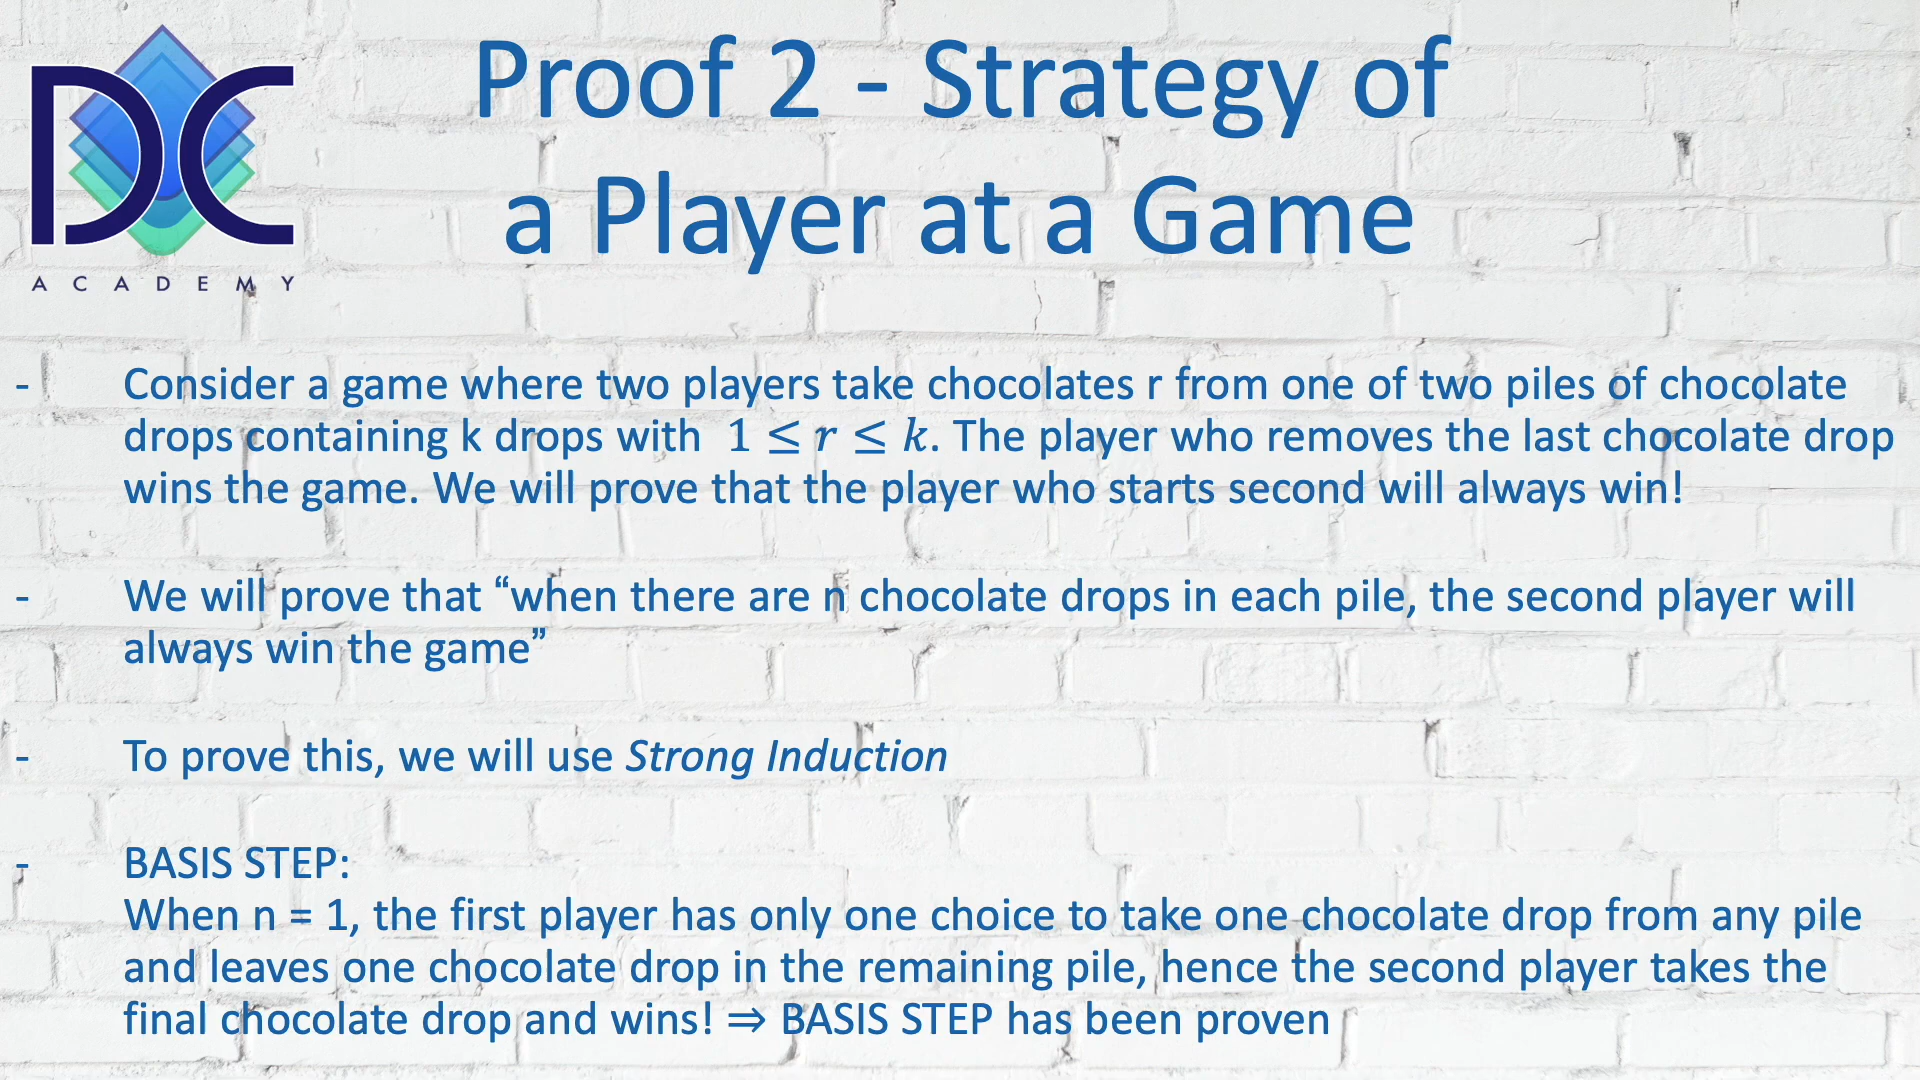 DC
ACADEMY
Proof 2 - Strategy of
a Player at a Game
- Consider a game where two players take chocolates r from one of two piles of chocolate
drops containing k drops with 1 ≤ r ≤ k. The player who removes the last chocolate drop
wins the game. We will prove that the player who starts second will always win!
- We will prove that “when there are n chocolate drops in each pile, the second player will
always win the game”
- To prove this, we will use Strong Induction
- BASIS STEP:
When n = 1, the first player has only one choice to take one chocolate drop from any pile
and leaves one chocolate drop in the remaining pile, hence the second player takes the
final chocolate drop and wins! ⇒ BASIS STEP has been proven